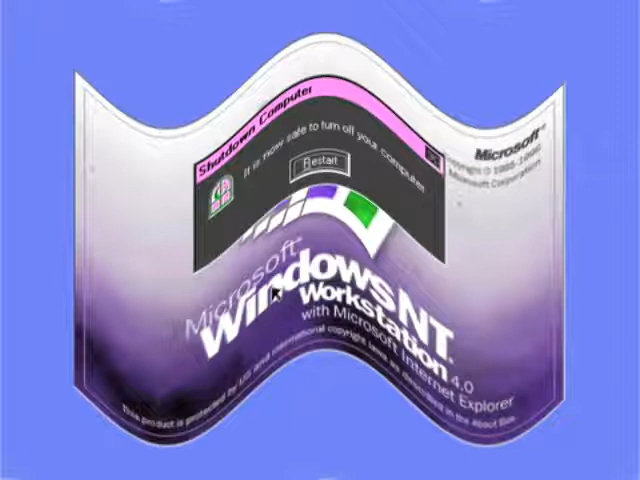 Shutdown Computer
It is now safe to turn off your computer.
Restart
Microsoft®
Copyright © 1985-1996
Microsoft Corporation
Microsoft®
Windows NT®
Workstation 4.0
with Microsoft Internet Explorer
This product is protected by US and international copyright laws as described in the About Box.